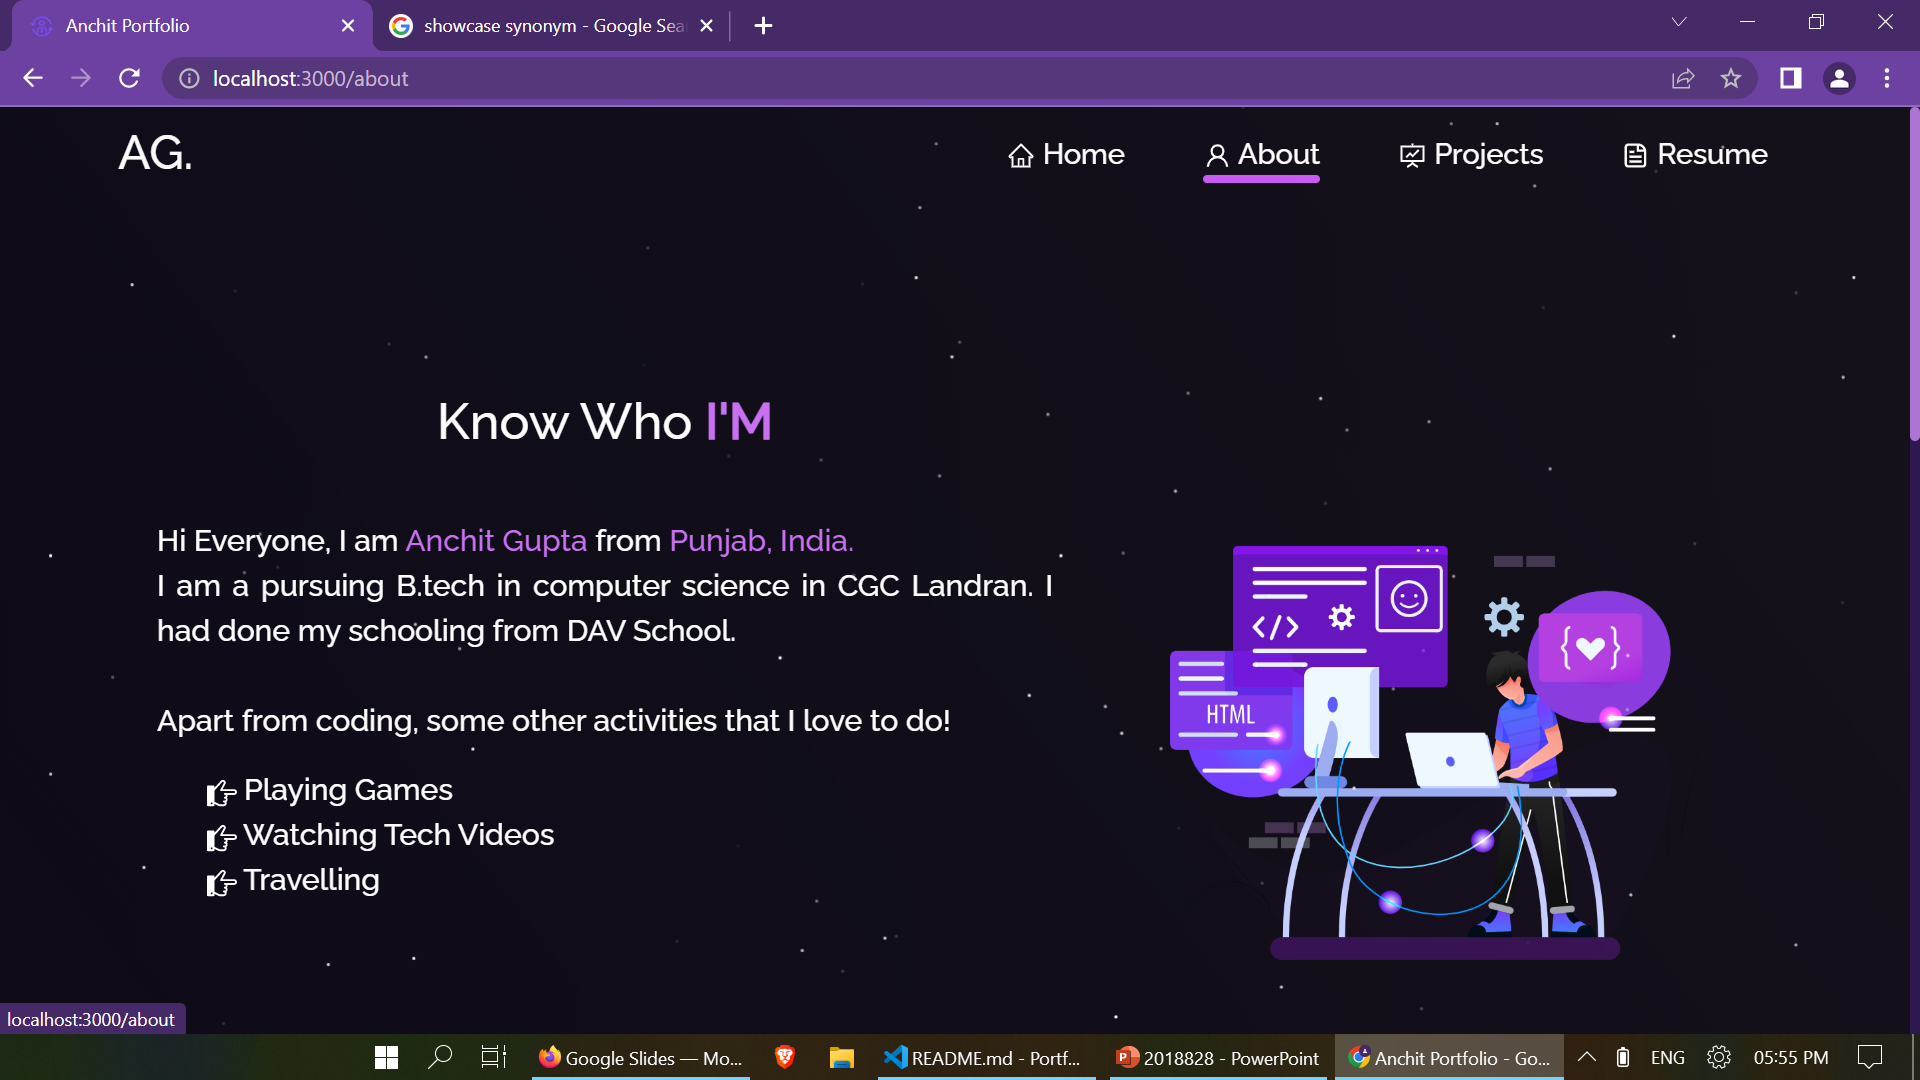 Anchit Portfolio
showcase synonym - Google Sea
localhost:3000/about
AG.
Home
About
Projects
Resume
Know Who I'M
Hi Everyone, I am Anchit Gupta from Punjab, India.
I am a pursuing B.tech in computer science in CGC Landran. I
had done my schooling from DAV School.
Apart from coding, some other activities that I love to do!
Playing Games
Watching Tech Videos
Travelling
</>
HTML
localhost:3000/about
Google Slides — Mo...
README.md - Portf...
2018828 - PowerPoint
Anchit Portfolio - Go...
ENG
05:55 PM